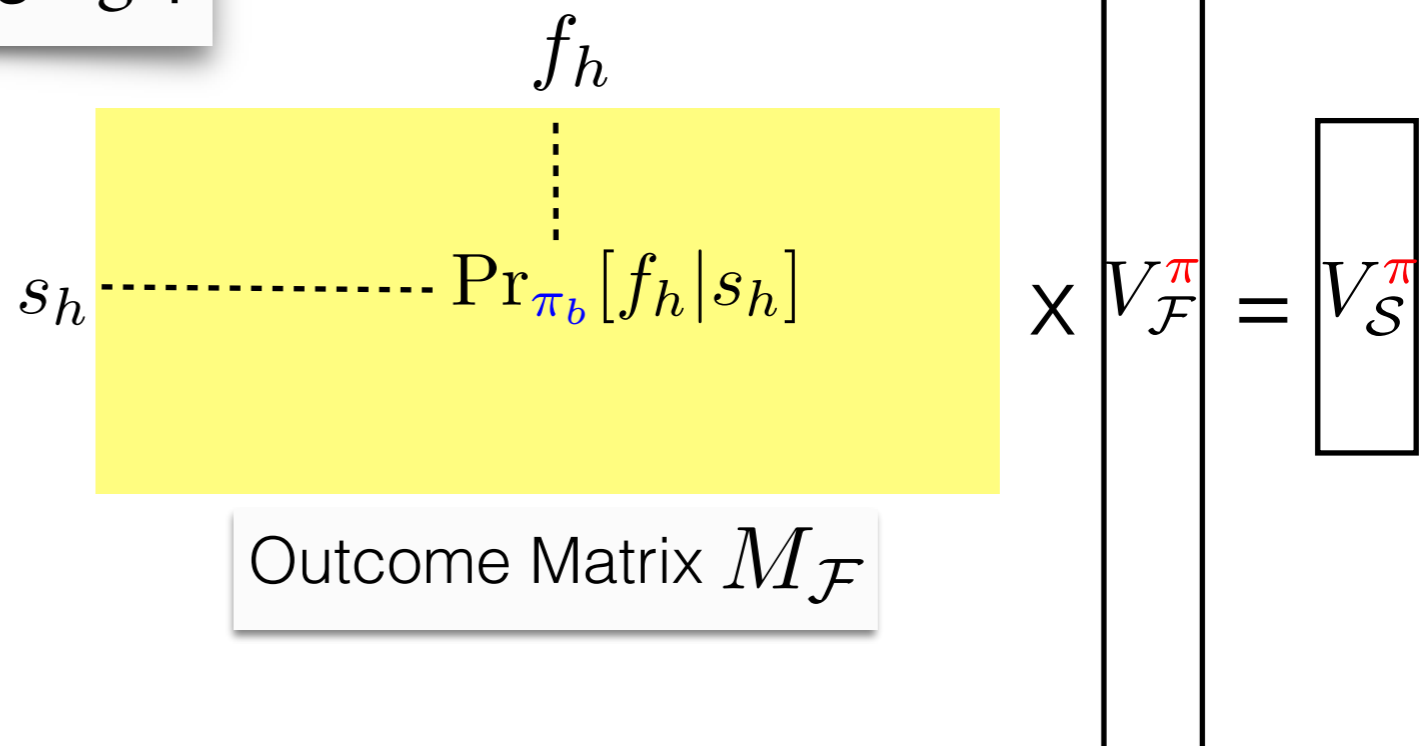 f_h
s_h Pr_{π_b}[f_h|s_h] X V_ℱ^π = V_𝒮^π
Outcome Matrix M_ℱ